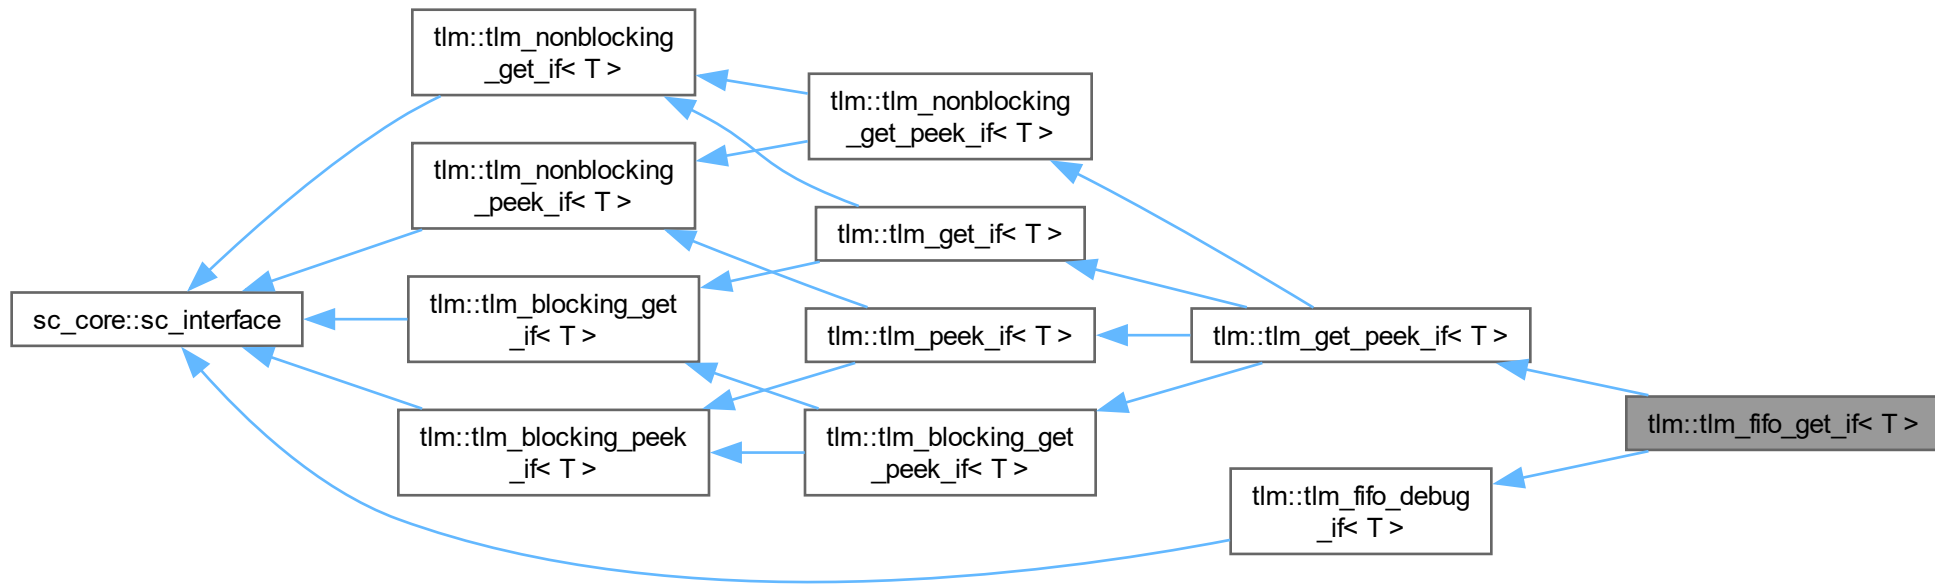 tlm::tlm_nonblocking
_get_if< T >
tlm::tlm_nonblocking
_get_peek_if< T >
tlm::tlm_nonblocking
_peek_if< T >
tlm::tlm_get_if< T >
sc_core::sc_interface
tlm::tlm_blocking_get
_if< T >
tlm::tlm_peek_if< T >
tlm::tlm_get_peek_if< T >
tlm::tlm_blocking_peek
_if< T >
tlm::tlm_blocking_get
_peek_if< T >
tlm::tlm_fifo_get_if< T >
tlm::tlm_fifo_debug
_if< T >